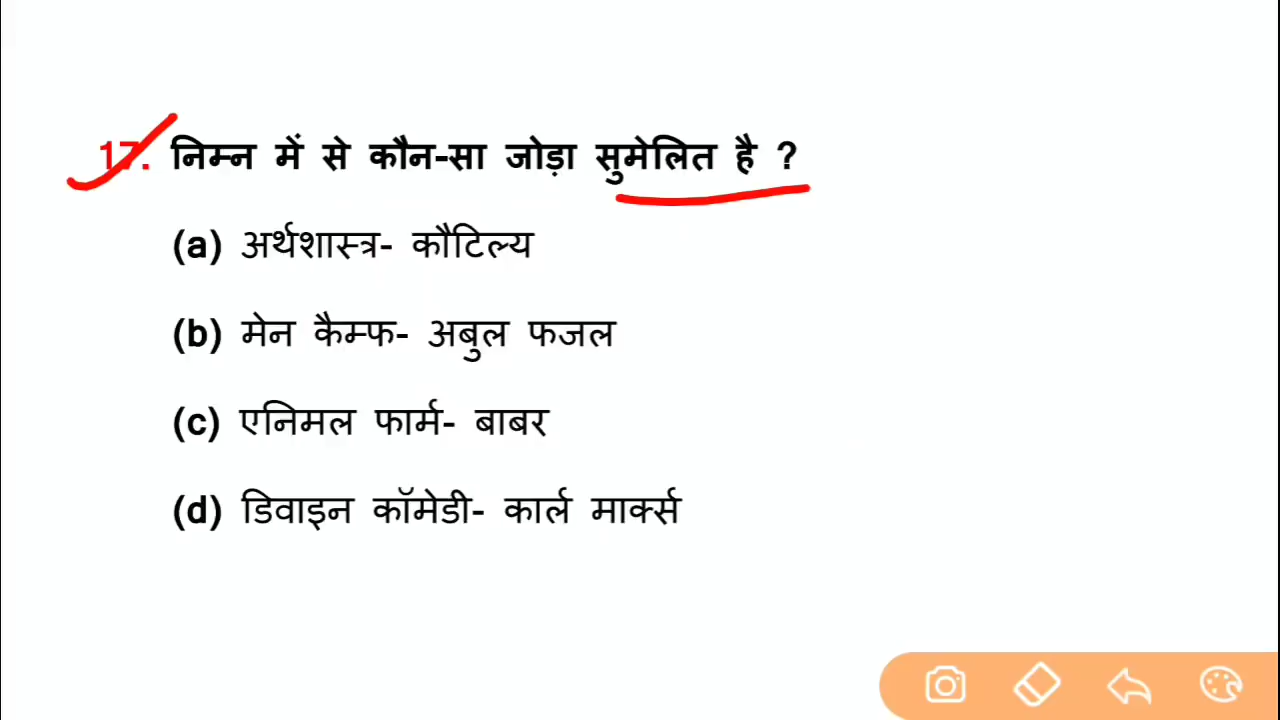 17. निम्न में से कौन-सा जोड़ा सुमेलित है ?
(a) अर्थशास्त्र- कौटिल्य
(b) मेन कैम्फ- अबुल फजल
(c) एनिमल फार्म- बाबर
(d) डिवाइन कॉमेडी- कार्ल मार्क्स